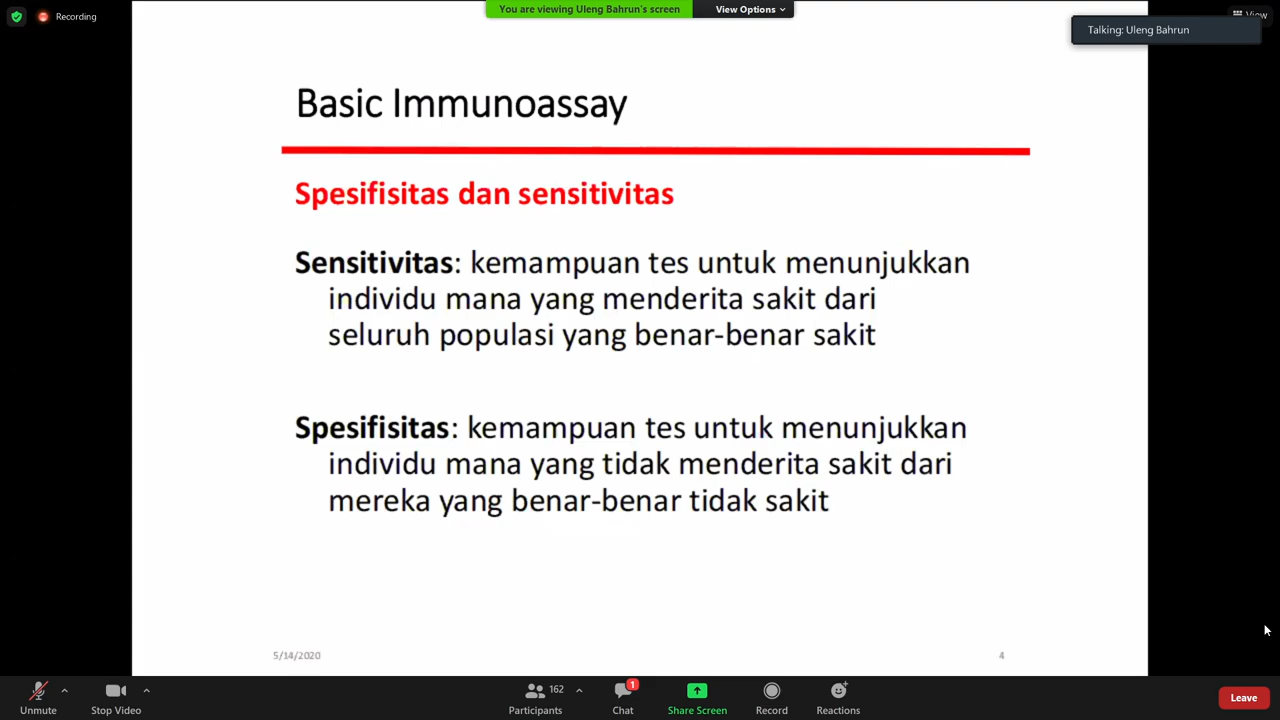 Recording
You are viewing Uleng Bahrun's screen
View Options
View
Talking: Uleng Bahrun
Basic Immunoassay
Spesifisitas dan sensitivitas
Sensitivitas: kemampuan tes untuk menunjukkan
individu mana yang menderita sakit dari
seluruh populasi yang benar-benar sakit
Spesifisitas: kemampuan tes untuk menunjukkan
individu mana yang tidak menderita sakit dari
mereka yang benar-benar tidak sakit
5/14/2020
4
Unmute
Stop Video
Participants
162
Chat
1
Share Screen
Record
Reactions
Leave